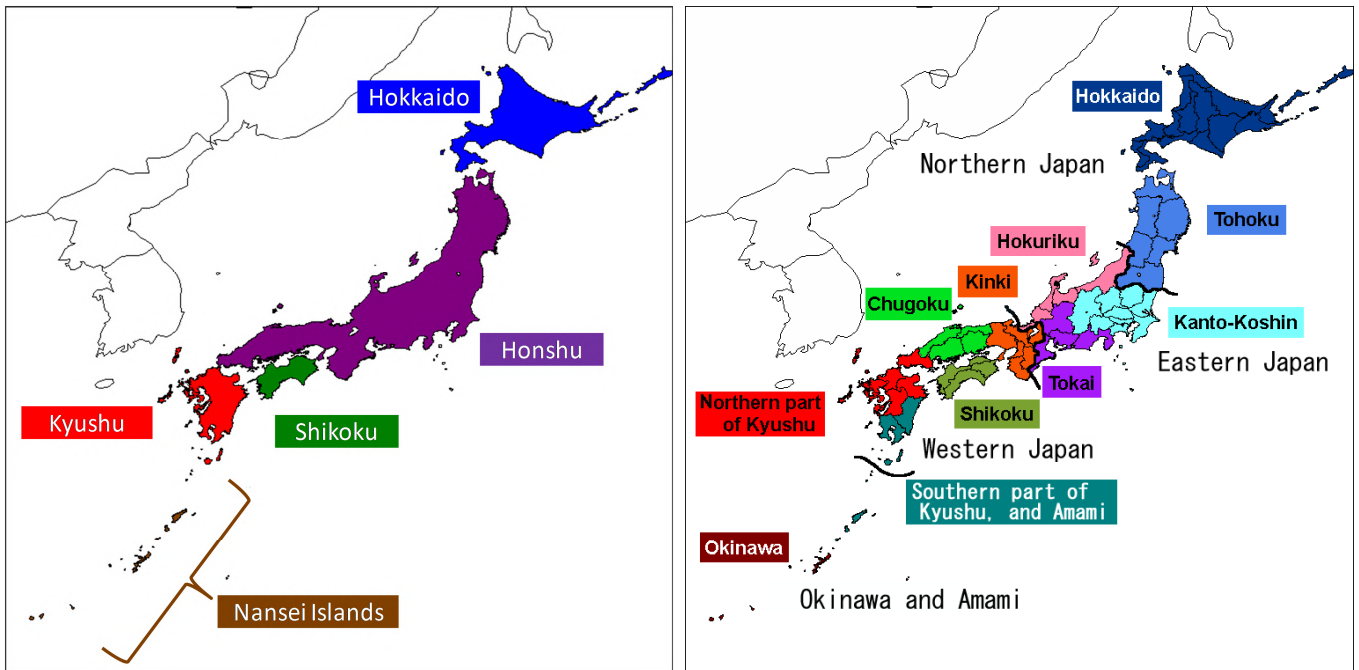 Hokkaido
Honshu
Kyushu
Shikoku
Nansei Islands
Hokkaido
Northern Japan
Tohoku
Hokuriku
Kinki
Chugoku
Kanto-Koshin
Eastern Japan
Tokai
Northern part
of Kyushu
Shikoku
Western Japan
Southern part of
Kyushu, and Amami
Okinawa
Okinawa and Amami